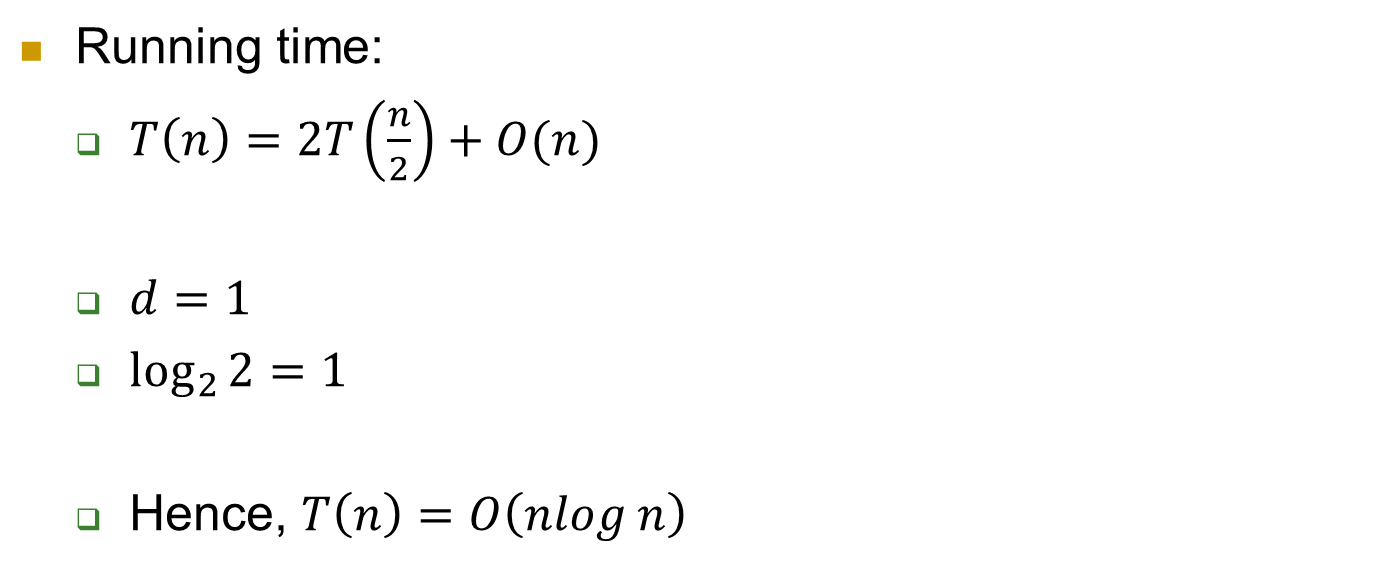 Running time:
T(n) = 2T(n/2) + O(n)
d = 1
log₂ 2 = 1
Hence, T(n) = O(nlog n)